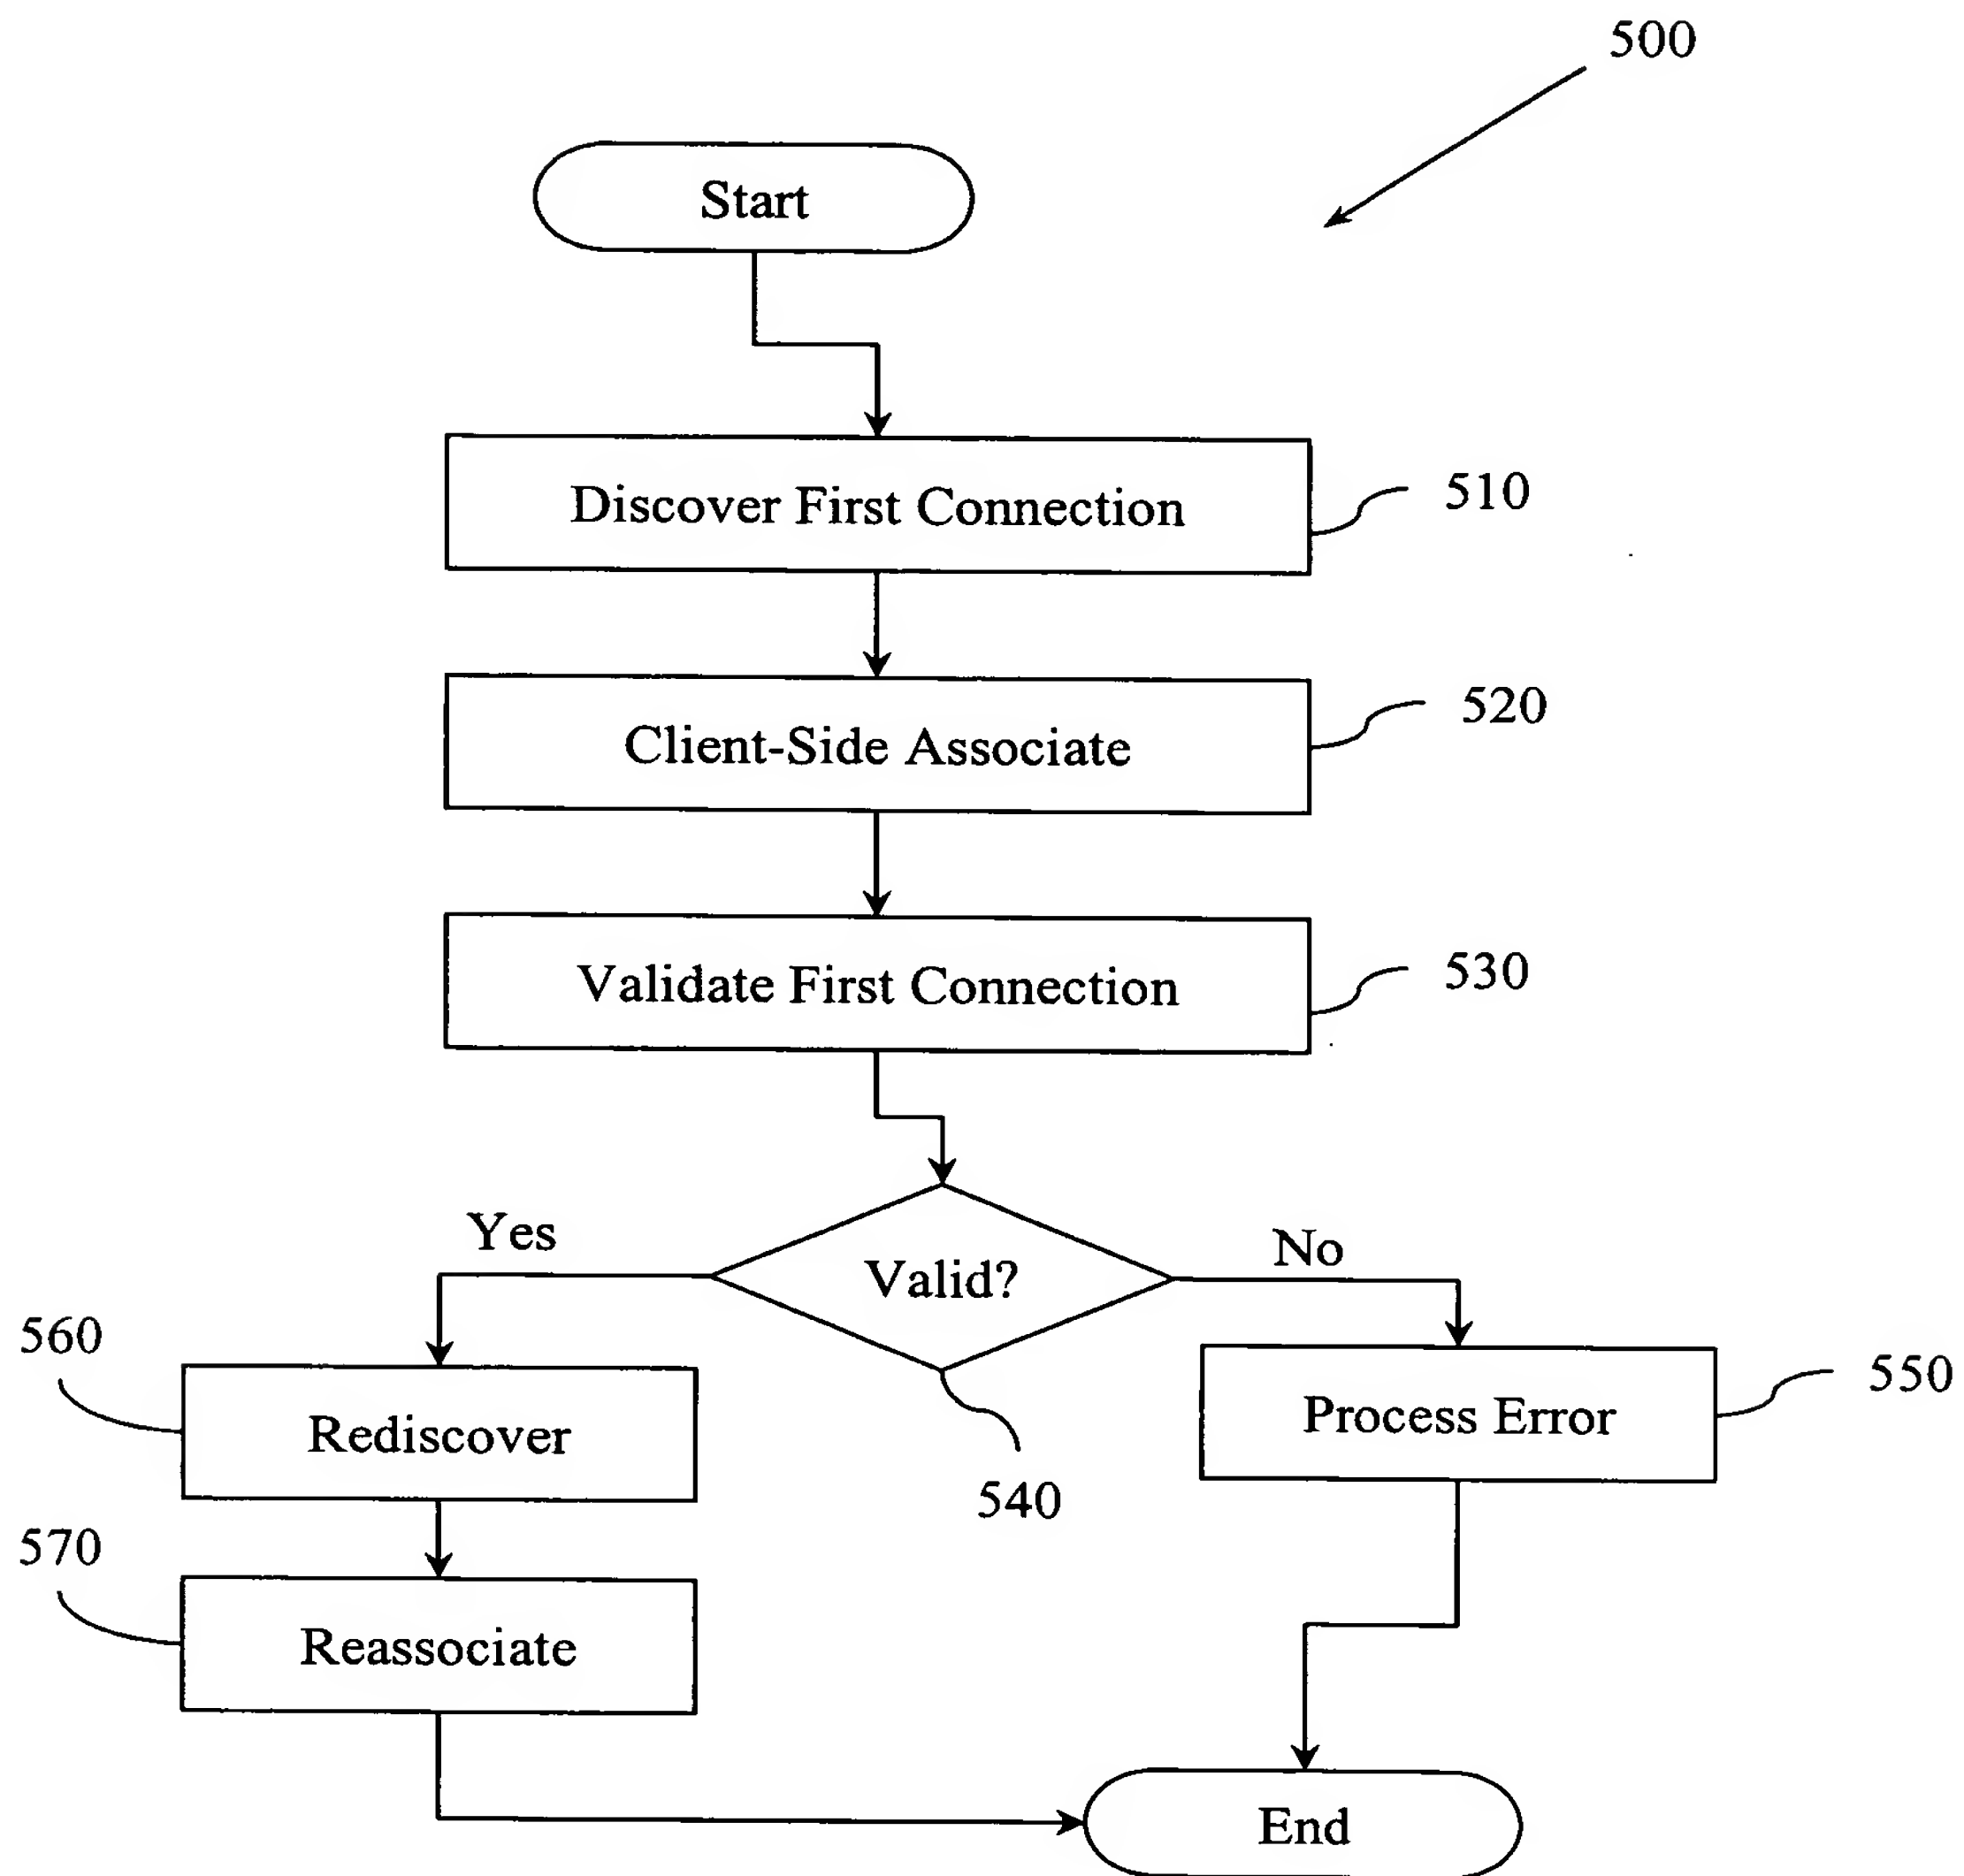 500
Start
Discover First Connection
510
Client-Side Associate
520
Validate First Connection
530
Yes
Valid?
No
560
Rediscover
540
Process Error
550
570
Reassociate
End